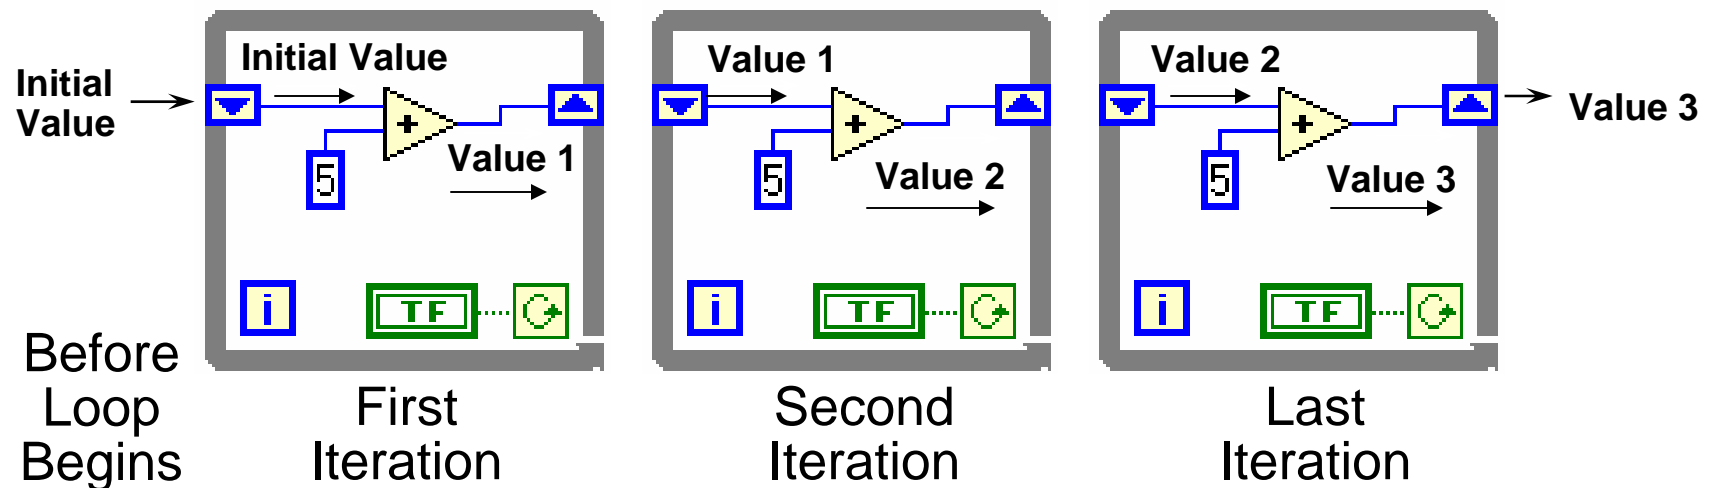 Initial
Value
Initial Value
+
5
Value 1
i
TF
Value 1
+
5
Value 2
i
TF
Value 2
+
5
Value 3
i
TF
Value 3
Before
Loop
Begins
First
Iteration
Second
Iteration
Last
Iteration